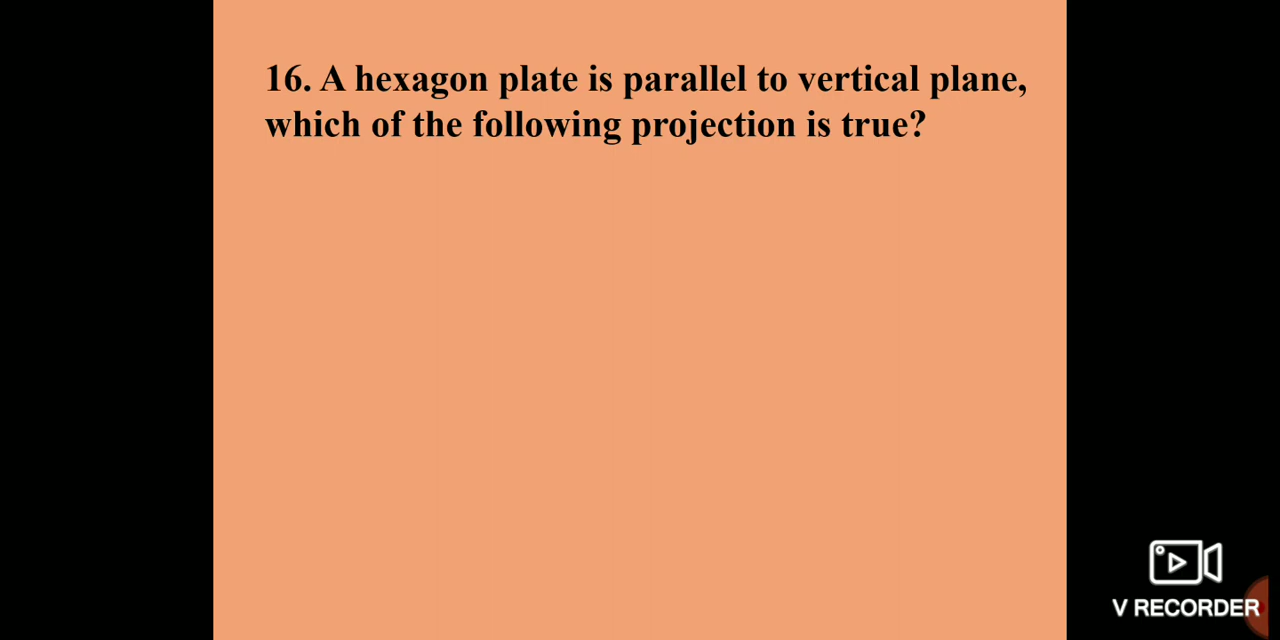 16. A hexagon plate is parallel to vertical plane,
which of the following projection is true?
V RECORDER